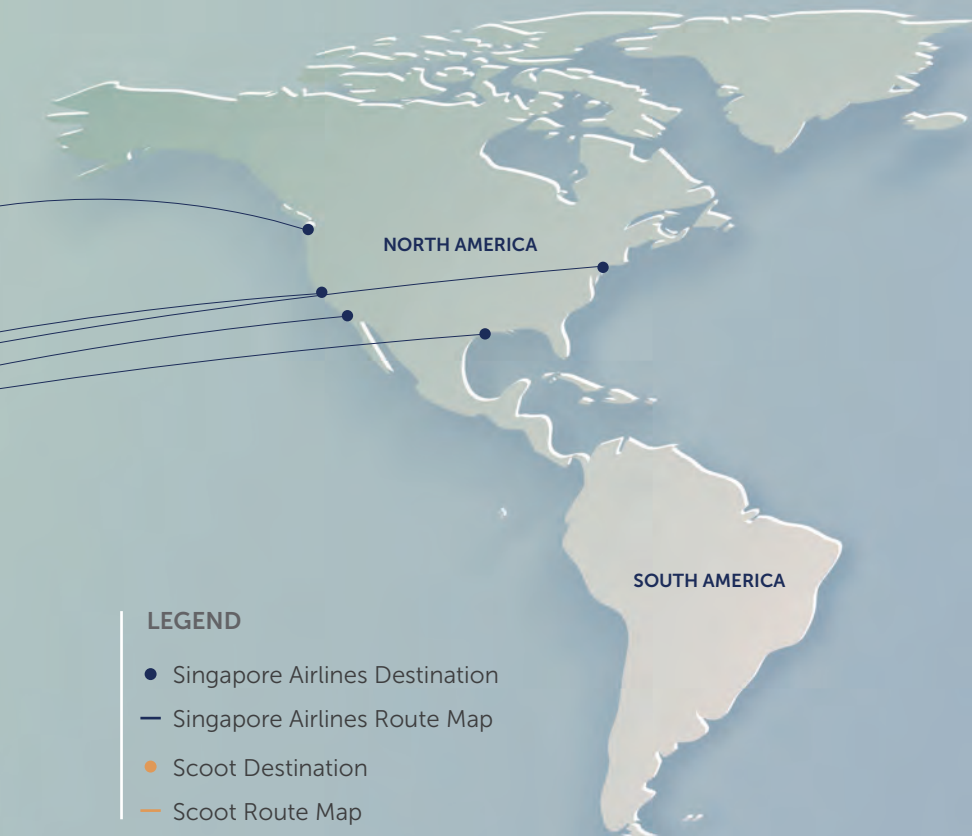 NORTH AMERICA
SOUTH AMERICA
LEGEND
Singapore Airlines Destination
Singapore Airlines Route Map
Scoot Destination
Scoot Route Map